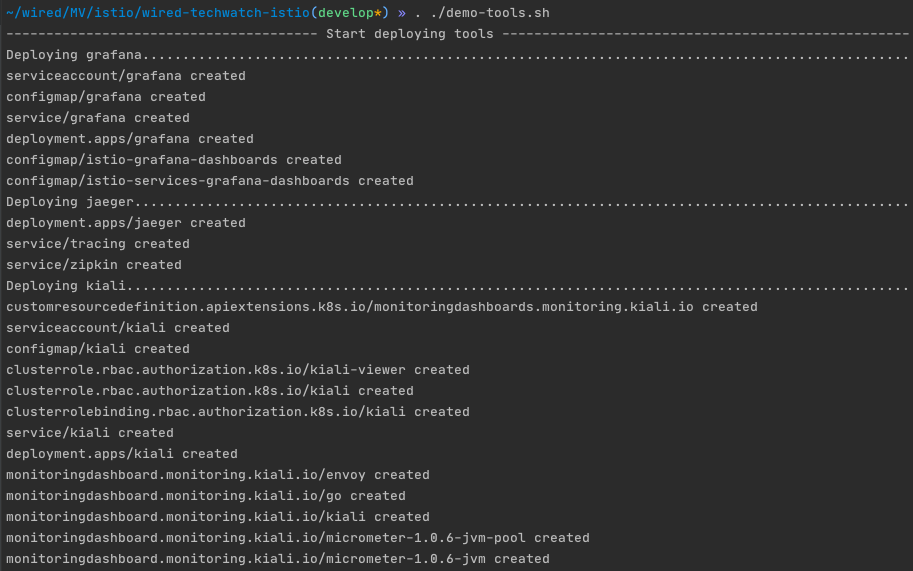 ~/wired/MV/istio/wired-techwatch-istio(develop*) » . ./demo-tools.sh
--------------------------------------- Start deploying tools ---------------------------------------------------
Deploying grafana................................................................................................
serviceaccount/grafana created
configmap/grafana created
service/grafana created
deployment.apps/grafana created
configmap/istio-grafana-dashboards created
configmap/istio-services-grafana-dashboards created
Deploying jaeger.................................................................................................
deployment.apps/jaeger created
service/tracing created
service/zipkin created
Deploying kiali..................................................................................................
customresourcedefinition.apiextensions.k8s.io/monitoringdashboards.monitoring.kiali.io created
serviceaccount/kiali created
configmap/kiali created
clusterrole.rbac.authorization.k8s.io/kiali-viewer created
clusterrole.rbac.authorization.k8s.io/kiali created
clusterrolebinding.rbac.authorization.k8s.io/kiali created
service/kiali created
deployment.apps/kiali created
monitoringdashboard.monitoring.kiali.io/envoy created
monitoringdashboard.monitoring.kiali.io/go created
monitoringdashboard.monitoring.kiali.io/kiali created
monitoringdashboard.monitoring.kiali.io/micrometer-1.0.6-jvm-pool created
monitoringdashboard.monitoring.kiali.io/micrometer-1.0.6-jvm created